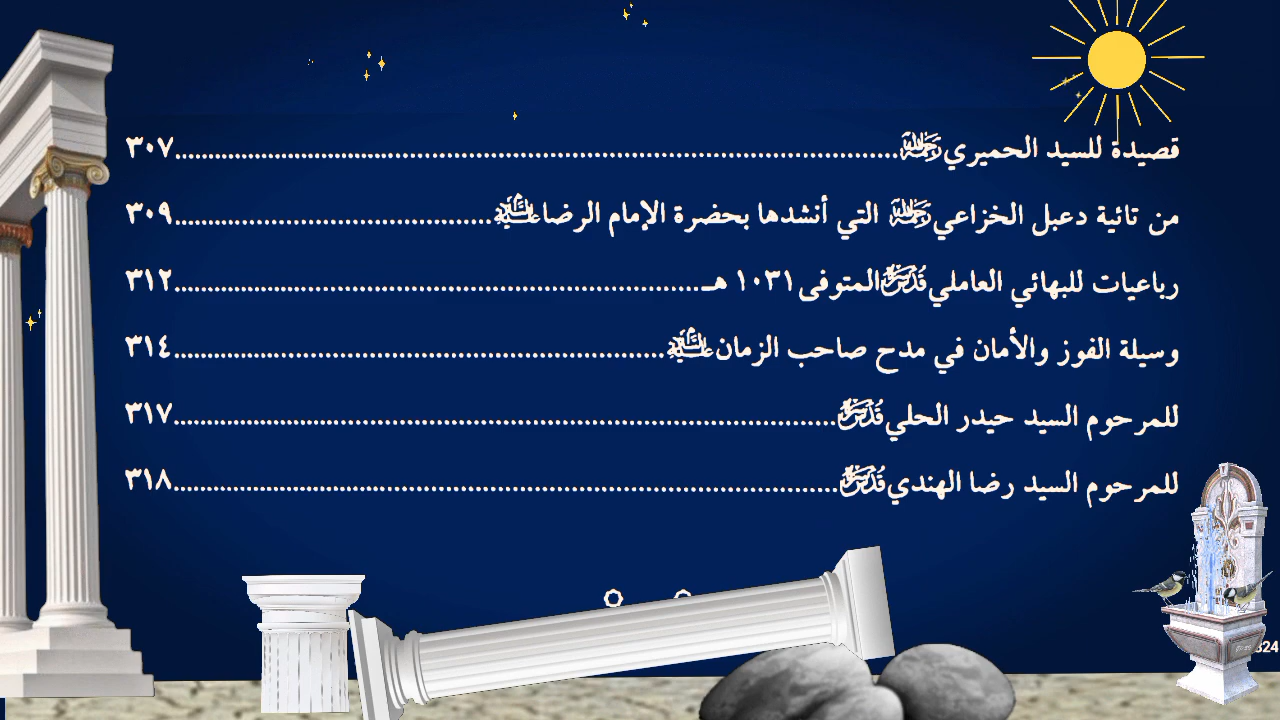 قصيدة للسيد الحميري رحمه الله ........ ٣٠٧
من تائية دعبل الخزاعي رحمه الله التي أنشدها بحضرة الإمام الرضا عليه السلام ........ ٣٠٩
رباعيات للبهائي العاملي قدس سره المتوفى ١٠٣١ هـ ........ ٣١٢
وسيلة الفوز والأمان في مدح صاحب الزمان عليه السلام ........ ٣١٤
للمرحوم السيد حيدر الحلي قدس سره ........ ٣١٧
للمرحوم السيد رضا الهندي قدس سره ........ ٣١٨
324